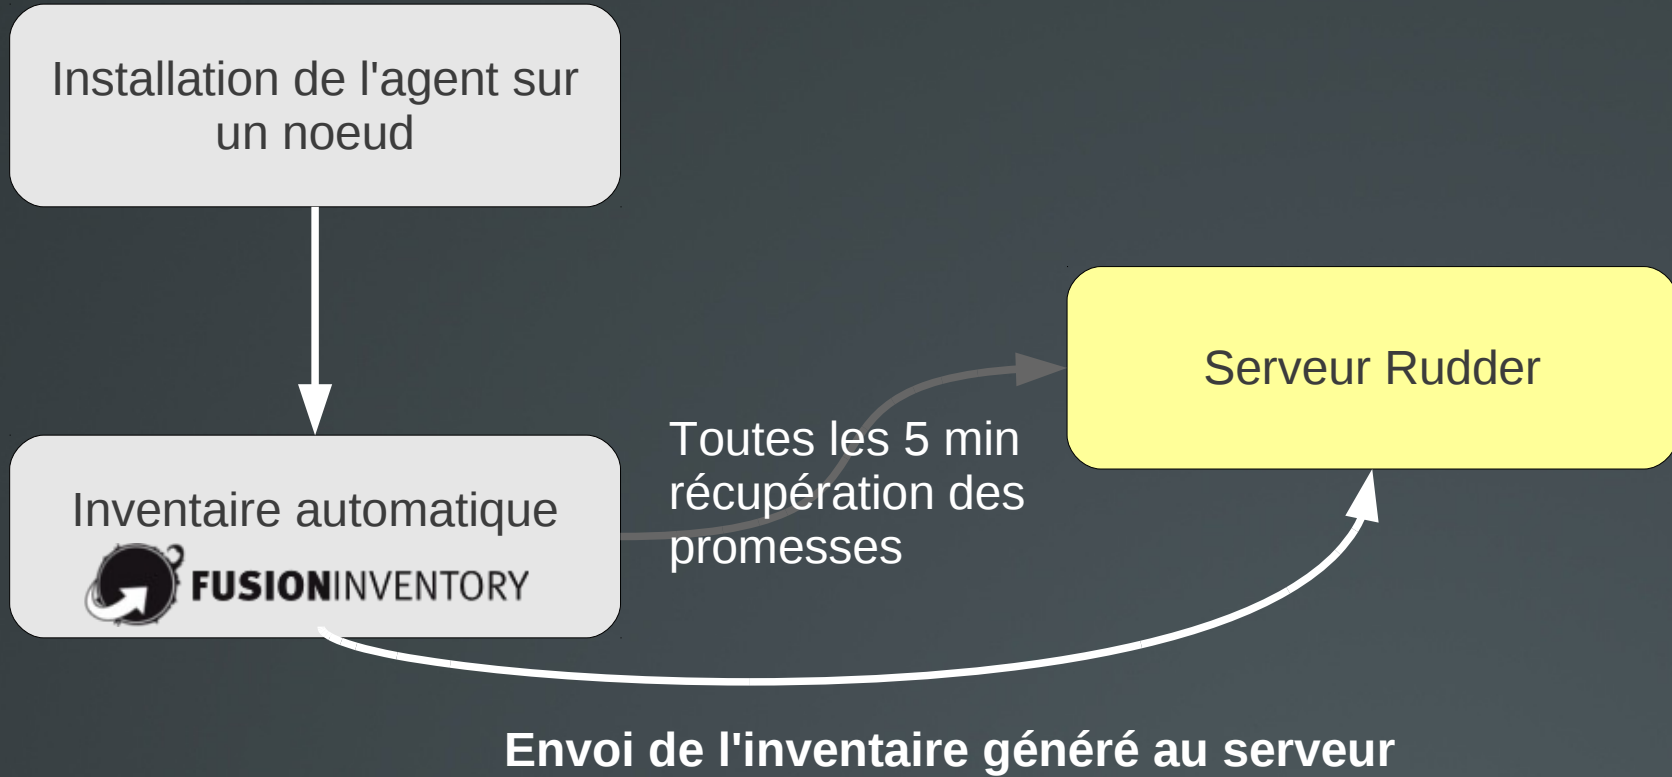 Installation de l'agent sur
un noeud
Serveur Rudder
Toutes les 5 min
récupération des
promesses
Inventaire automatique
FUSIONINVENTORY
Envoi de l'inventaire généré au serveur